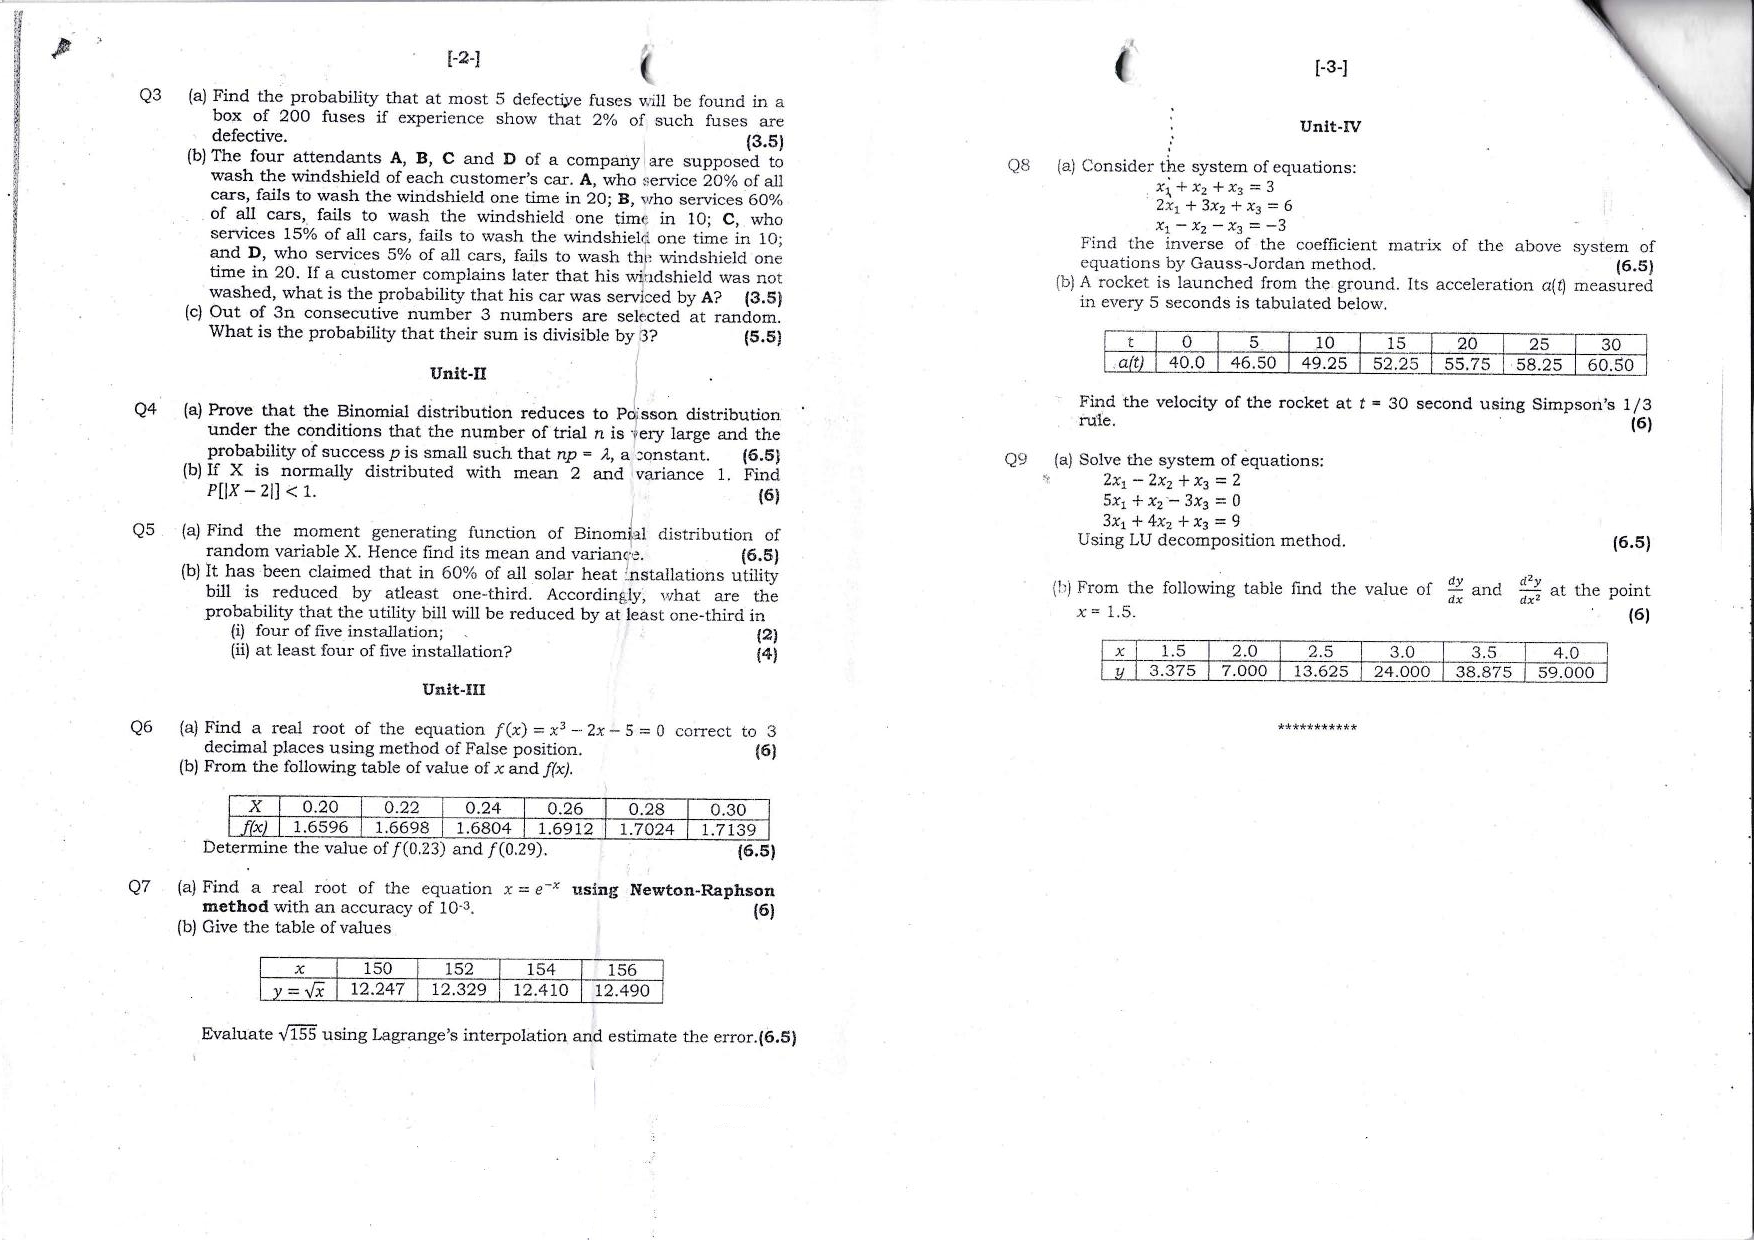 [-2-]
Q3 (a) Find the probability that at most 5 defective fuses will be found in a
box of 200 fuses if experience show that 2% of such fuses are
defective. (3.5)
(b) The four attendants A, B, C and D of a company are supposed to
wash the windshield of each customer's car. A, who service 20% of all
cars, fails to wash the windshield one time in 20; B, who services 60%
of all cars, fails to wash the windshield one time in 10; C, who
services 15% of all cars, fails to wash the windshield one time in 10;
and D, who services 5% of all cars, fails to wash the windshield one
time in 20. If a customer complains later that his windshield was not
washed, what is the probability that his car was serviced by A? (3.5)
(c) Out of 3n consecutive number 3 numbers are selected at random.
What is the probability that their sum is divisible by 3? (5.5)
Unit-II
Q4 (a) Prove that the Binomial distribution reduces to Poisson distribution
under the conditions that the number of trial n is very large and the
probability of success p is small such that np = λ, a constant. (6.5)
(b) If X is normally distributed with mean 2 and variance 1. Find
P[|X – 2|] < 1. (6)
Q5 (a) Find the moment generating function of Binomial distribution of
random variable X. Hence find its mean and variance. (6.5)
(b) It has been claimed that in 60% of all solar heat installations utility
bill is reduced by atleast one-third. Accordingly, what are the
probability that the utility bill will be reduced by at least one-third in
(i) four of five installation; (2)
(ii) at least four of five installation? (4)
Unit-III
Q6 (a) Find a real root of the equation f(x) = x³ – 2x – 5 = 0 correct to 3
decimal places using method of False position. (6)
(b) From the following table of value of x and f(x).
X 0.20 0.22 0.24 0.26 0.28 0.30
f(x) 1.6596 1.6698 1.6804 1.6912 1.7024 1.7139
Determine the value of f(0.23) and f(0.29). (6.5)
Q7 (a) Find a real root of the equation x = e⁻ˣ using Newton-Raphson
method with an accuracy of 10⁻³. (6)
(b) Give the table of values
x 150 152 154 156
y = √x 12.247 12.329 12.410 12.490
Evaluate √155 using Lagrange's interpolation and estimate the error.(6.5)
[-3-]
Unit-IV
Q8 (a) Consider the system of equations:
x₁ + x₂ + x₃ = 3
2x₁ + 3x₂ + x₃ = 6
x₁ – x₂ – x₃ = –3
Find the inverse of the coefficient matrix of the above system of
equations by Gauss-Jordan method. (6.5)
(b) A rocket is launched from the ground. Its acceleration a(t) measured
in every 5 seconds is tabulated below.
t 0 5 10 15 20 25 30
a(t) 40.0 46.50 49.25 52.25 55.75 58.25 60.50
Find the velocity of the rocket at t = 30 second using Simpson's 1/3
rule. (6)
Q9 (a) Solve the system of equations:
2x₁ – 2x₂ + x₃ = 2
5x₁ + x₂ – 3x₃ = 0
3x₁ + 4x₂ + x₃ = 9
Using LU decomposition method. (6.5)
(b) From the following table find the value of dy/dx and d²y/dx² at the point
x = 1.5. (6)
x 1.5 2.0 2.5 3.0 3.5 4.0
y 3.375 7.000 13.625 24.000 38.875 59.000
***********